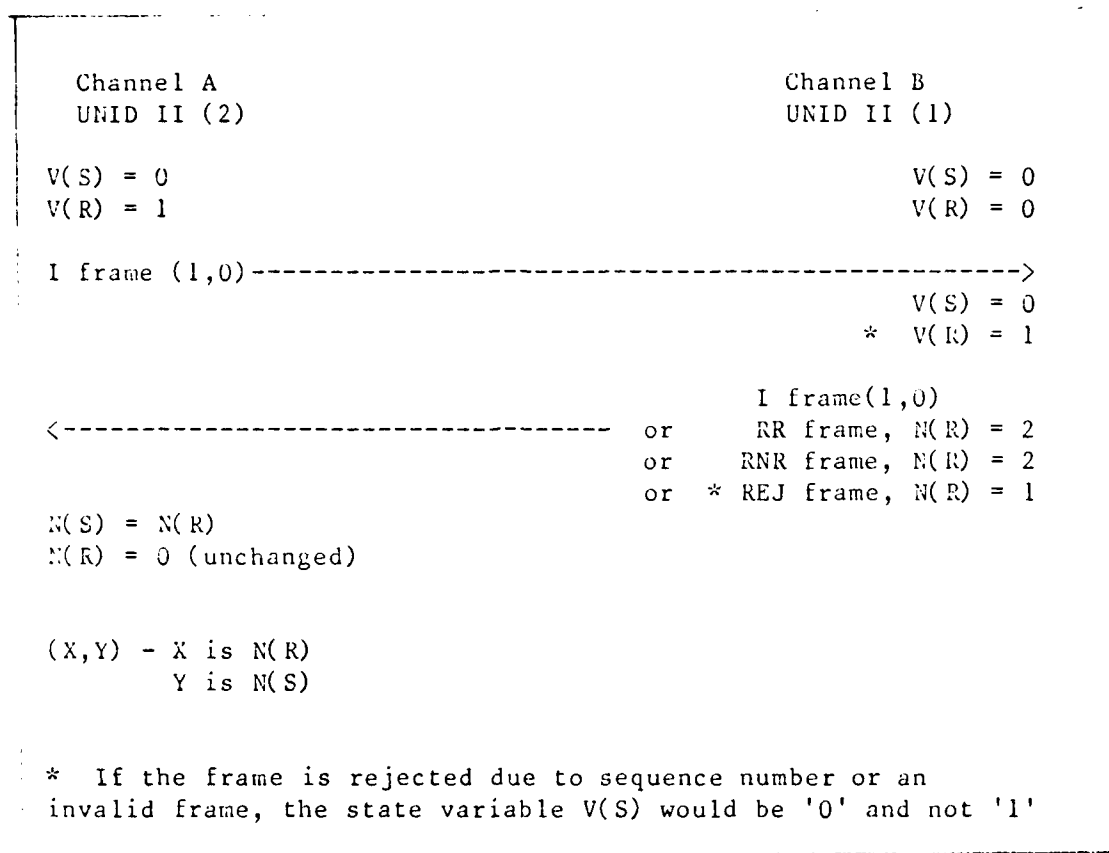 Channel A Channel B
UNID II (2) UNID II (1)
V(S) = 0 V(S) = 0
V(R) = 1 V(R) = 0
I frame (1,0)--------------------------------------------------->
V(S) = 0
* V(R) = 1
I frame(1,0)
<------------------------------------ or RR frame, N(R) = 2
or RNR frame, N(R) = 2
or * REJ frame, N(R) = 1
N(S) = N(R)
N(R) = 0 (unchanged)
(X,Y) - X is N(R)
Y is N(S)
* If the frame is rejected due to sequence number or an
invalid frame, the state variable V(S) would be '0' and not '1'